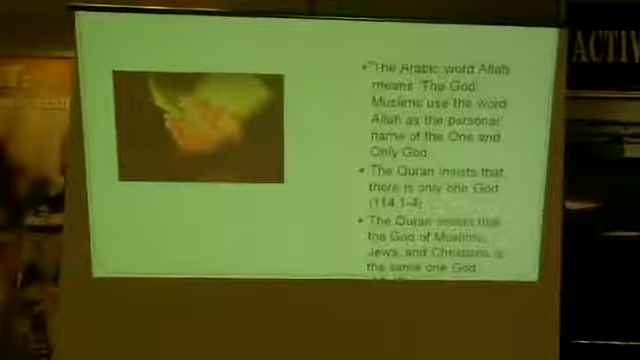 ACTIV
• "The Arabic word Allah
means 'The God'
Muslims use the word
Allah as the personal
name of the One and
Only God
• The Quran insists that
there is only one God
(114.1-4)
• The Quran insists that
the God of Muslims,
Jews, and Christians is
the same one God